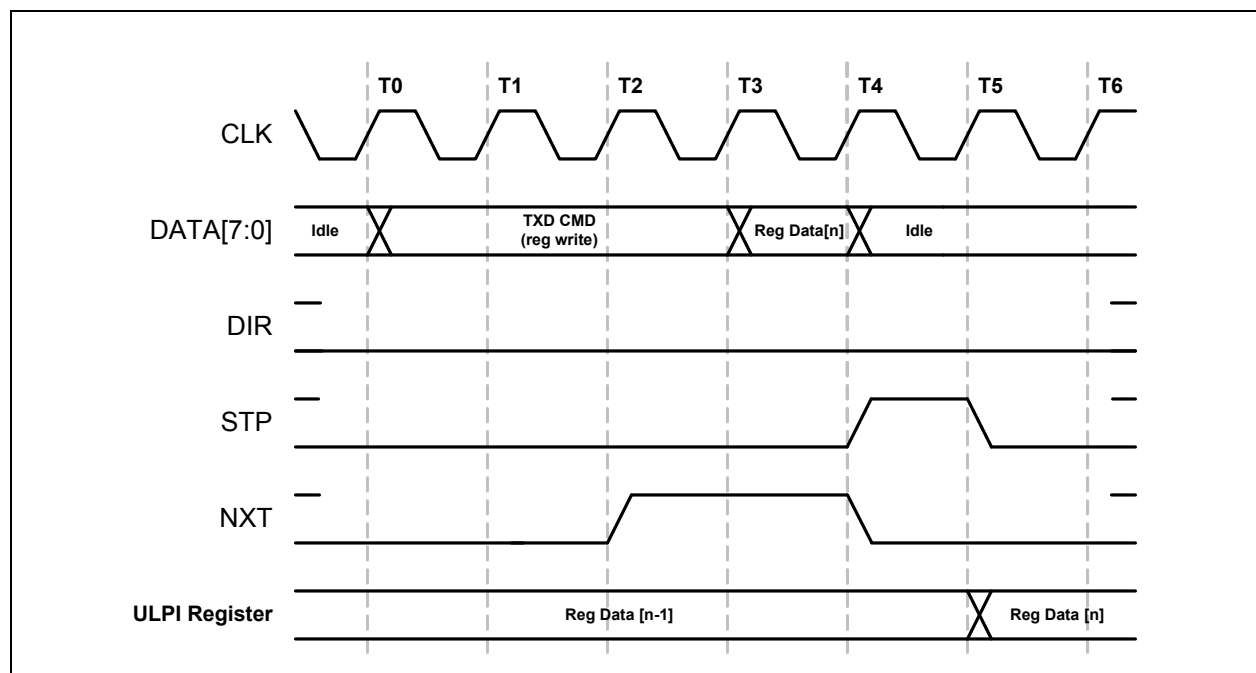 T0 T1 T2 T3 T4 T5 T6
CLK
DATA[7:0]
Idle
TXD CMD
(reg write)
Reg Data[n]
Idle
DIR
STP
NXT
ULPI Register
Reg Data [n-1]
Reg Data [n]